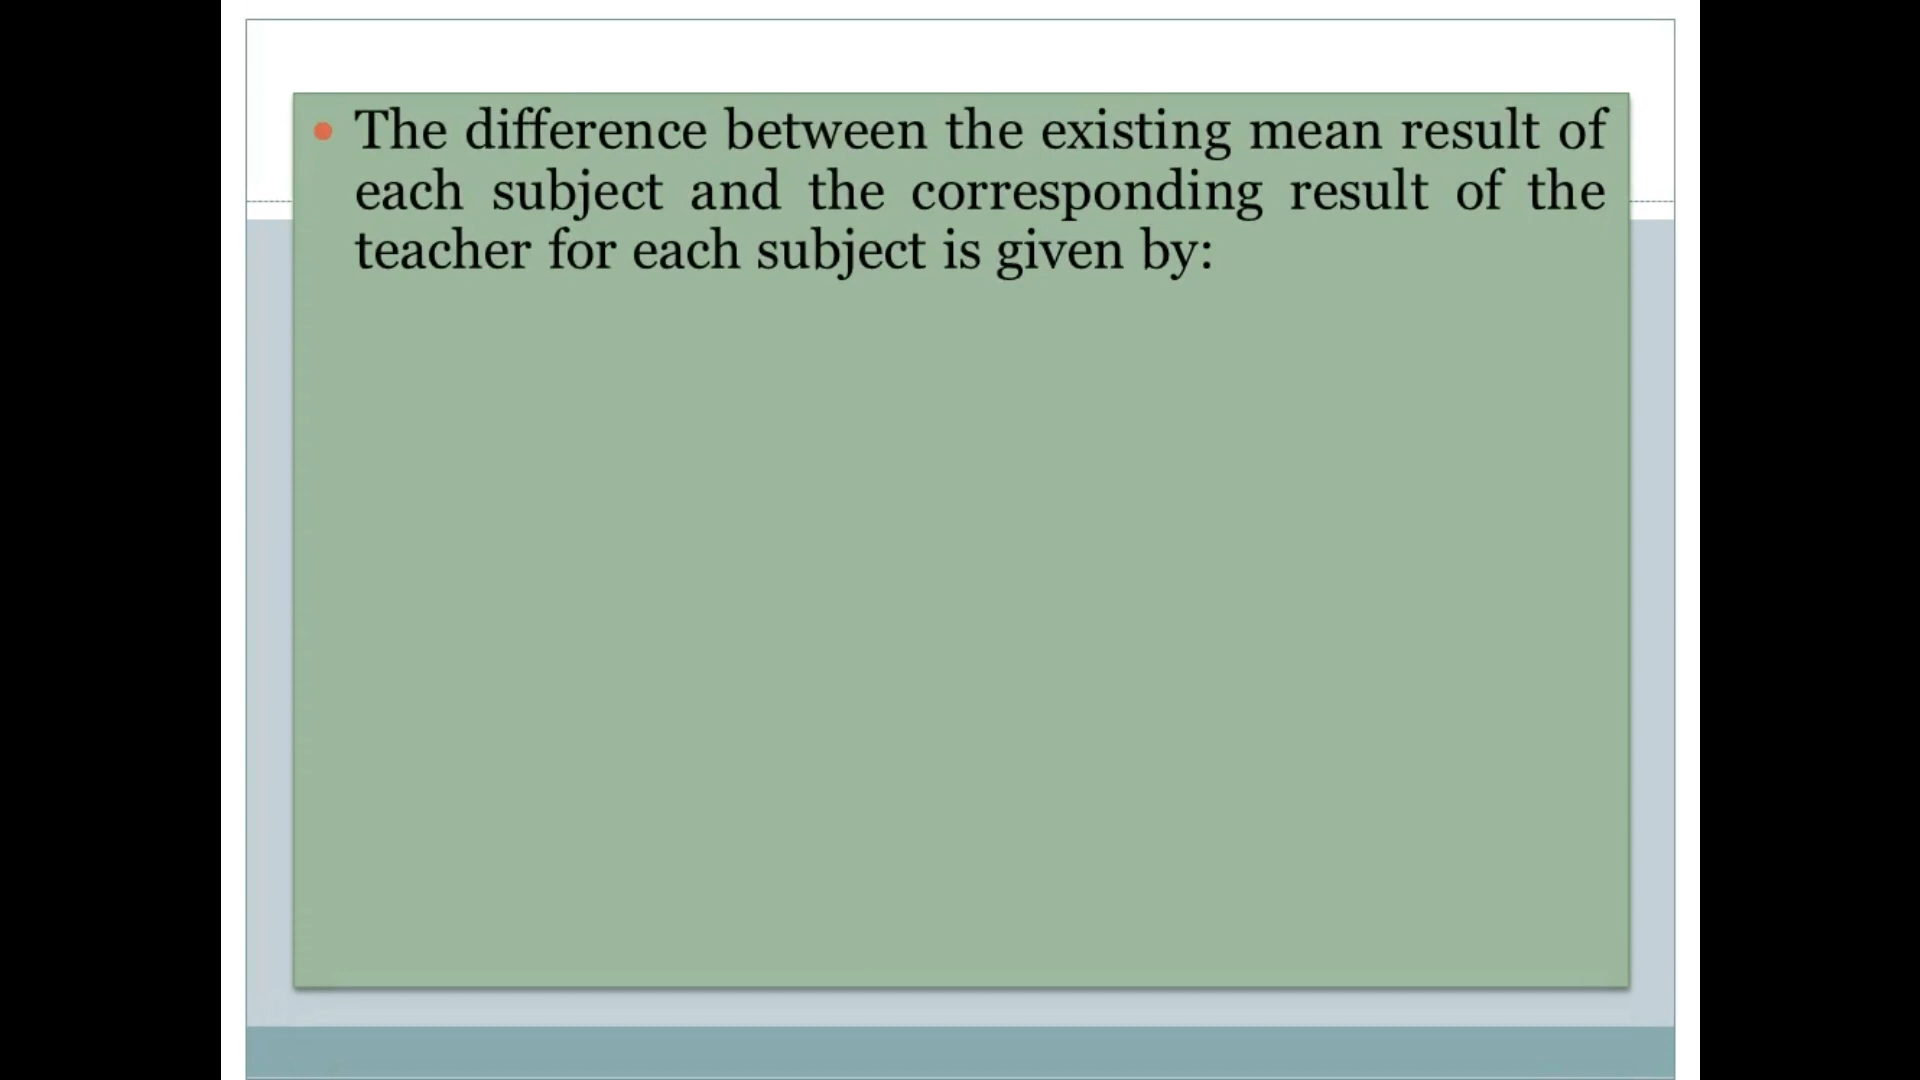 The difference between the existing mean result of
each subject and the corresponding result of the
teacher for each subject is given by: